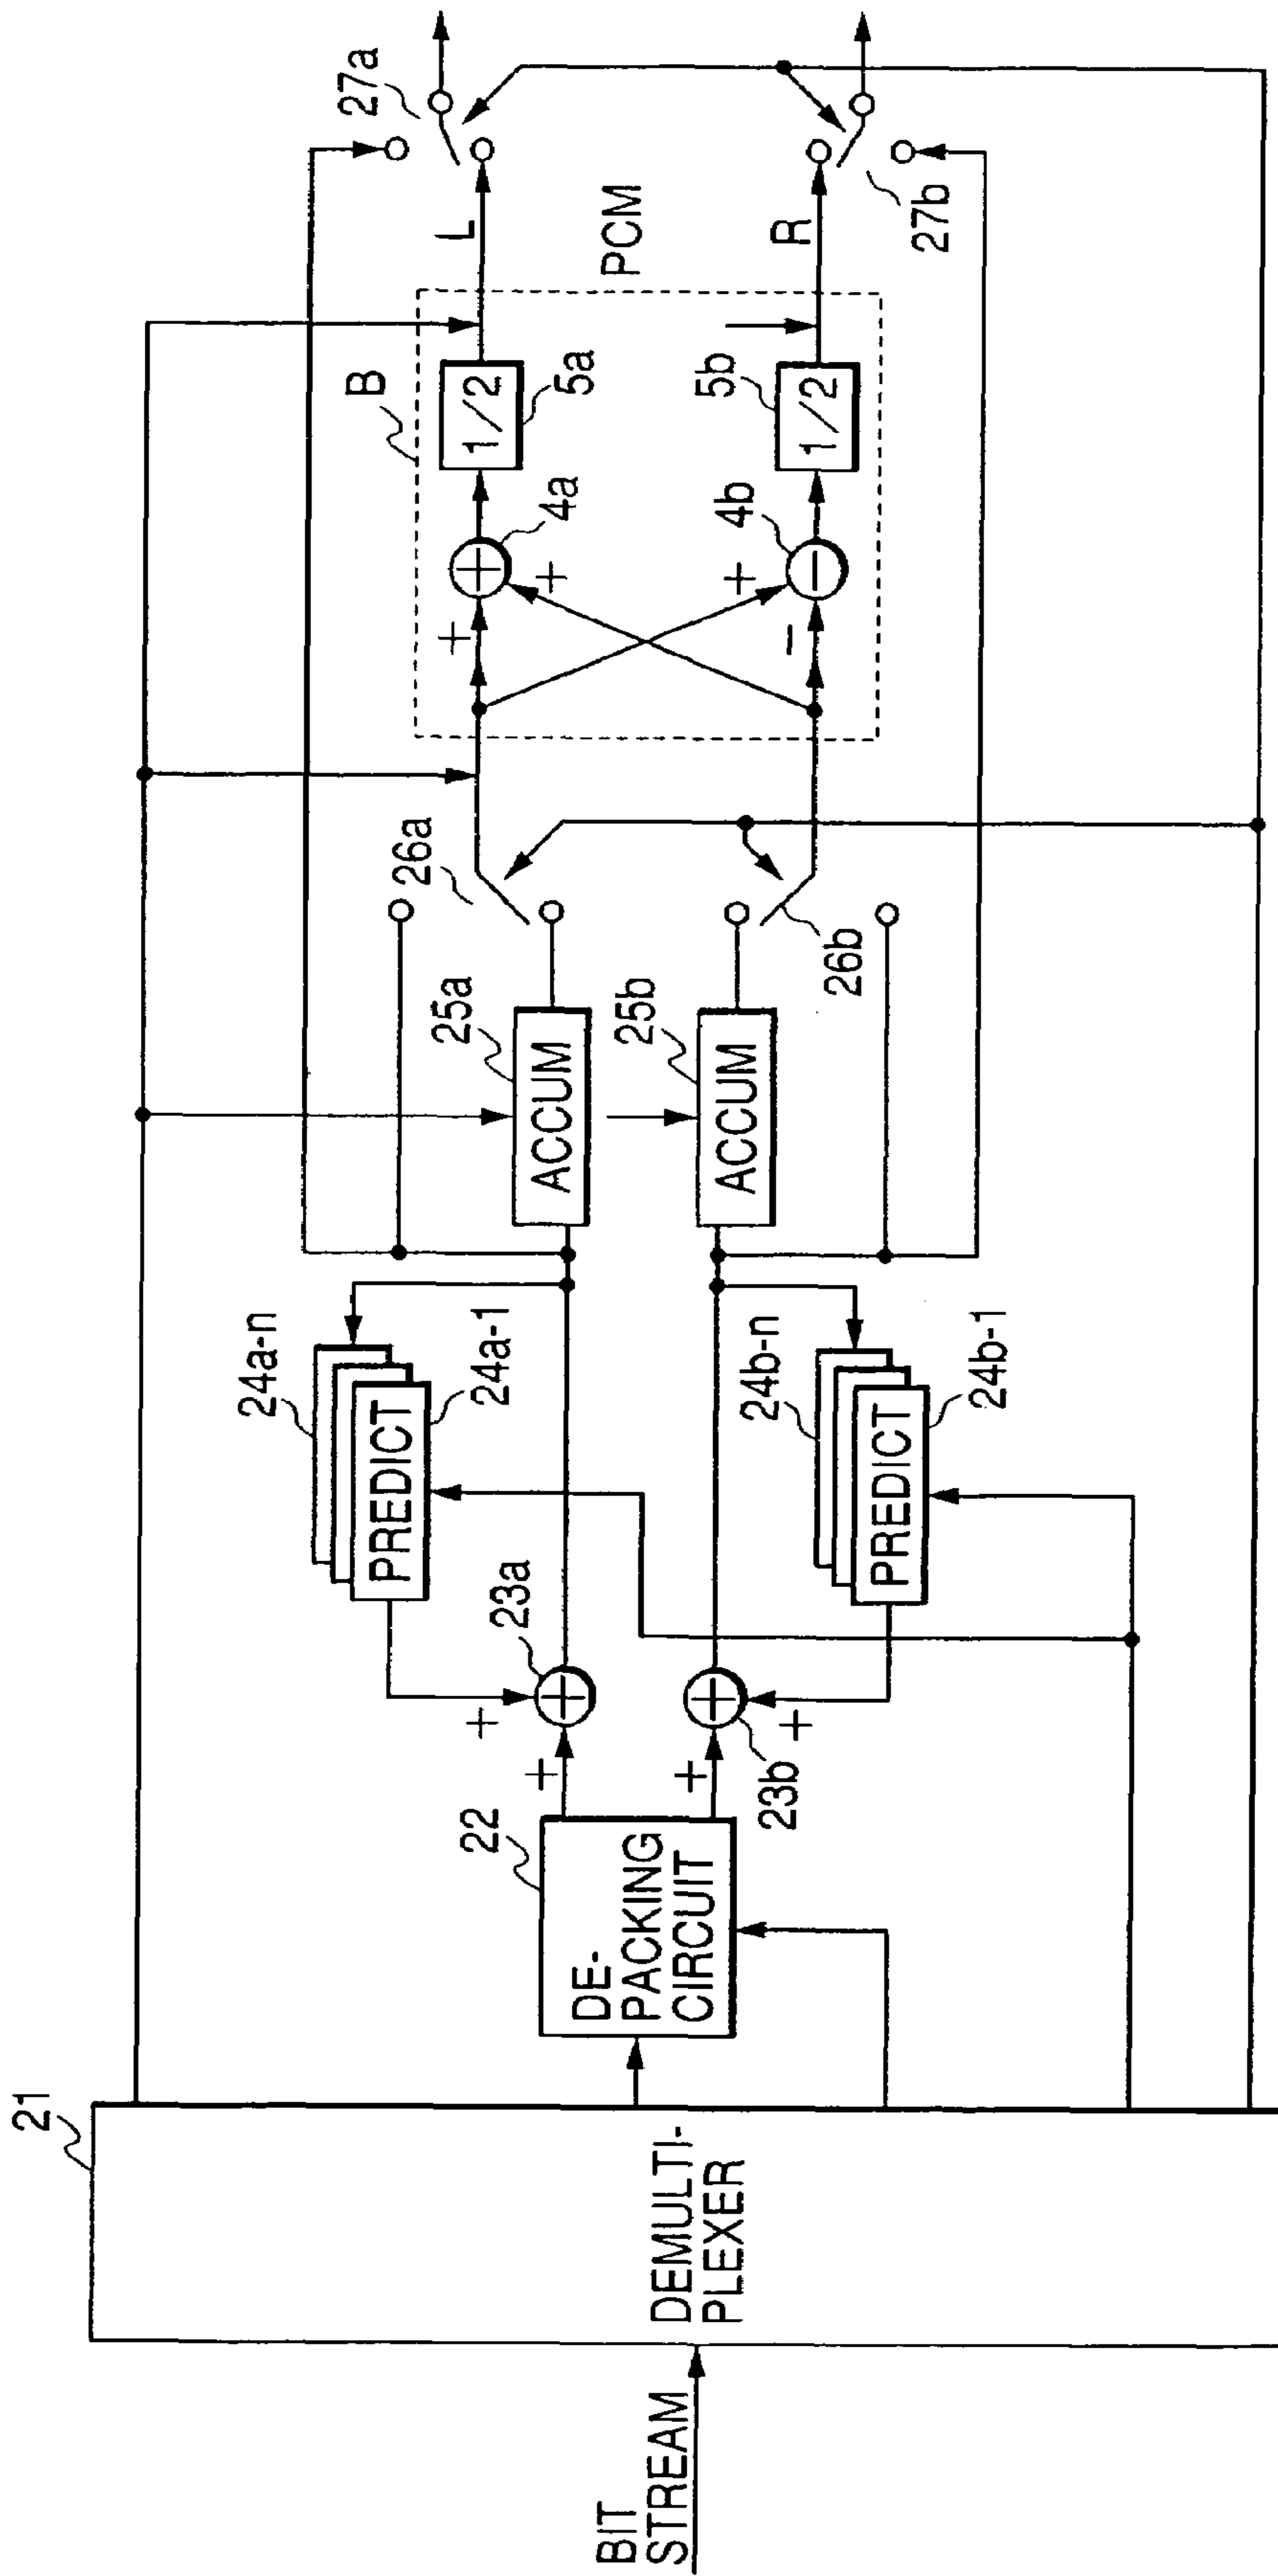 BIT
STREAM
21
DEMULTI-
PLEXER
22
DE-
PACKING
CIRCUIT
+
+
23a
+
+
23b
+
+
24a-n
24a-1
PREDICT
24b-n
24b-1
PREDICT
25a
ACCUM
25b
ACCUM
26a
26b
B
+
+
4a
+
+
-
4b
-
1/2
5a
1/2
5b
L
PCM
R
27a
27b